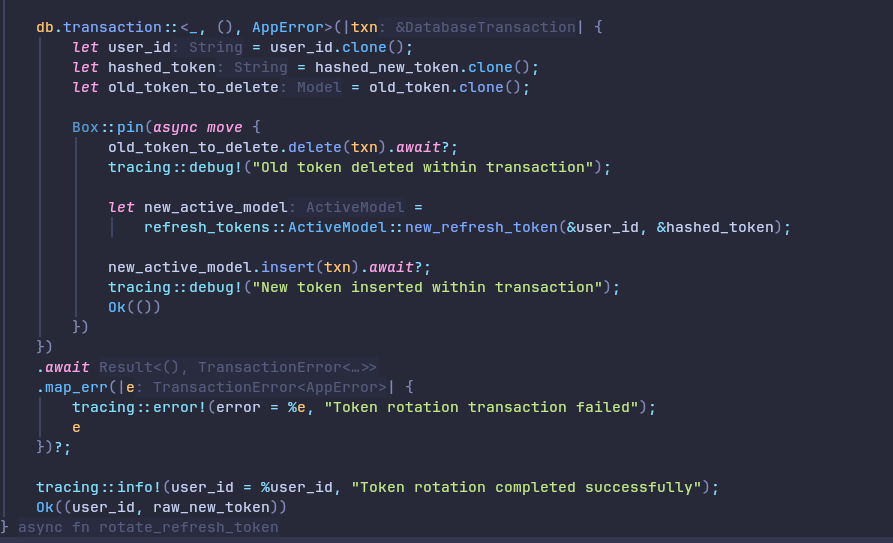 db.transaction::<_, (), AppError>(|txn: &DatabaseTransaction| {
let user_id: String = user_id.clone();
let hashed_token: String = hashed_new_token.clone();
let old_token_to_delete: Model = old_token.clone();
Box::pin(async move {
old_token_to_delete.delete(txn).await?;
tracing::debug!("Old token deleted within transaction");
let new_active_model: ActiveModel =
refresh_tokens::ActiveModel::new_refresh_token(&user_id, &hashed_token);
new_active_model.insert(txn).await?;
tracing::debug!("New token inserted within transaction");
Ok(())
})
})
.await Result<(), TransactionError<…>>
.map_err(|e: TransactionError<AppError>| {
tracing::error!(error = %e, "Token rotation transaction failed");
e
})?;
tracing::info!(user_id = %user_id, "Token rotation completed successfully");
Ok((user_id, raw_new_token))
} async fn rotate_refresh_token